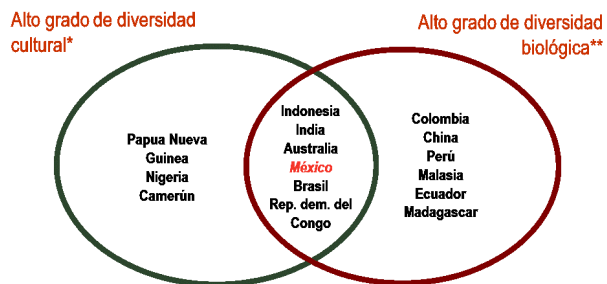 Alto grado de diversidad
cultural*
Alto grado de diversidad
biológica**
Papua Nueva
Guinea
Nigeria
Camerún
Indonesia
India
Australia
México
Brasil
Rep. dem. del
Congo
Colombia
China
Perú
Malasia
Ecuador
Madagascar